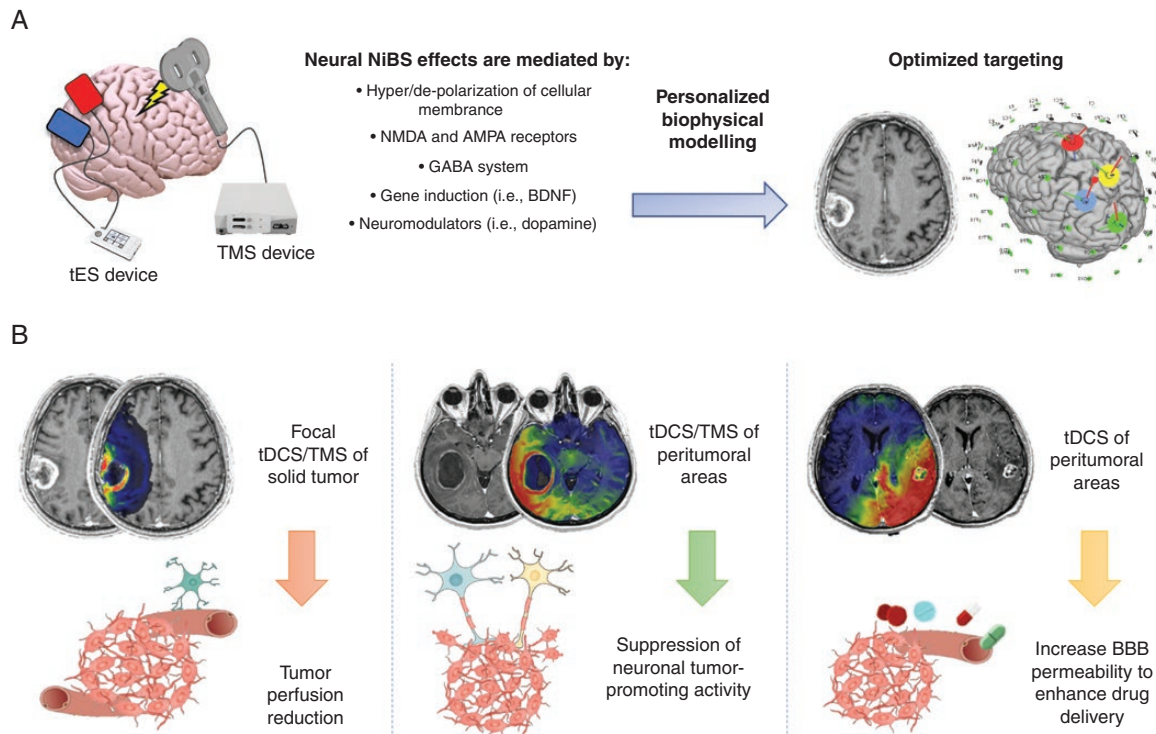 A
Neural NiBS effects are mediated by:
• Hyper/de-polarization of cellular
membrance
• NMDA and AMPA receptors
• GABA system
• Gene induction (i.e., BDNF)
• Neuromodulators (i.e., dopamine)
tES device
TMS device
Personalized
biophysical
modelling
Optimized targeting
B
Focal
tDCS/TMS of
solid tumor
Tumor
perfusion
reduction
tDCS/TMS of
peritumoral
areas
Suppression of
neuronal tumor-
promoting activity
tDCS of
peritumoral
areas
Increase BBB
permeability to
enhance drug
delivery